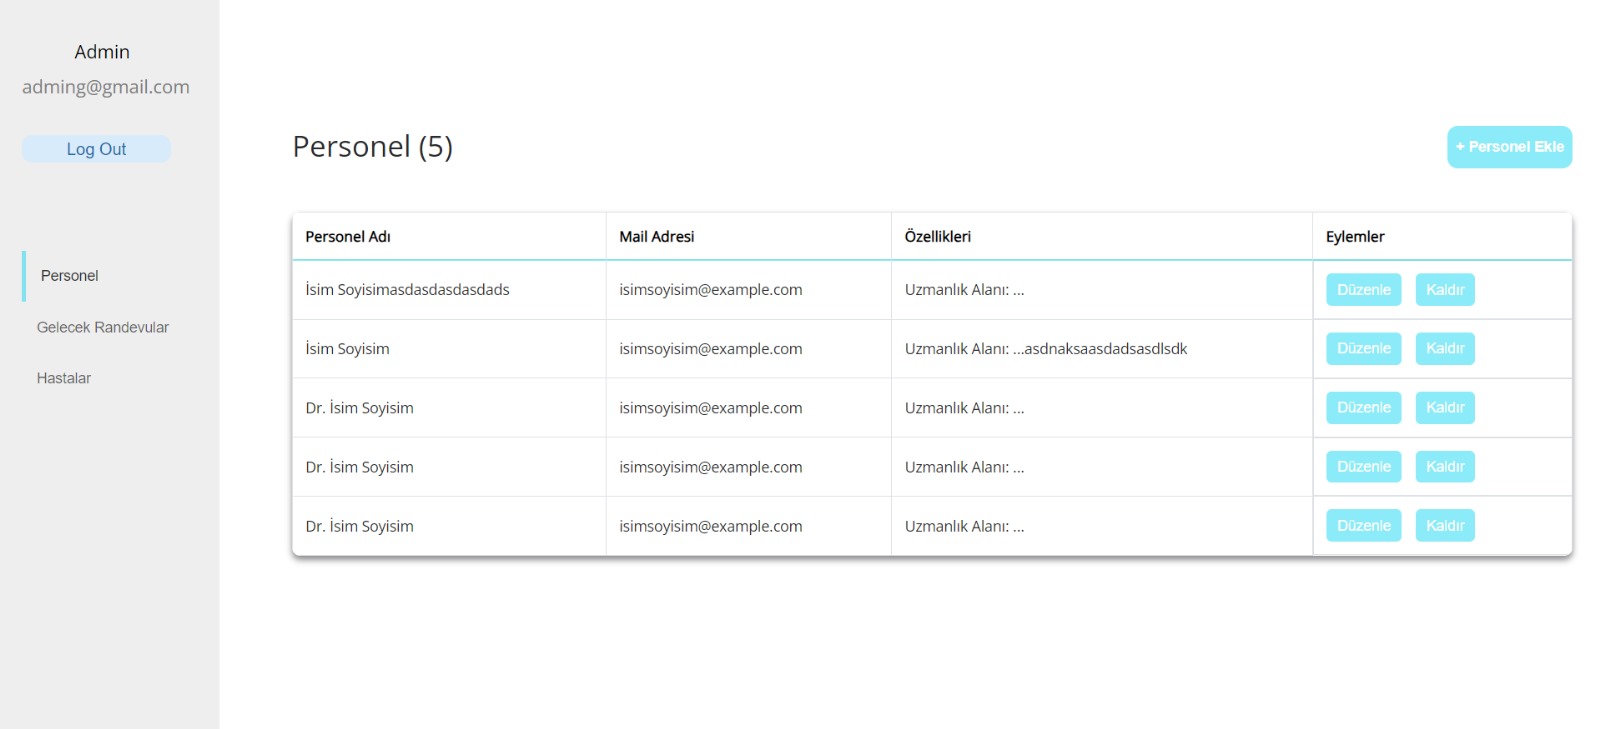 Admin
adming@gmail.com
Log Out
Personel
Gelecek Randevular
Hastalar
Personel (5)
+ Personel Ekle
Personel Adı Mail Adresi Özellikleri Eylemler
İsim Soyisimasdasdasdasdads isimsoyisim@example.com Uzmanlık Alanı: ... Düzenle Kaldır
İsim Soyisim isimsoyisim@example.com Uzmanlık Alanı: ...asdnaksaasdadsasdlsdk Düzenle Kaldır
Dr. İsim Soyisim isimsoyisim@example.com Uzmanlık Alanı: ... Düzenle Kaldır
Dr. İsim Soyisim isimsoyisim@example.com Uzmanlık Alanı: ... Düzenle Kaldır
Dr. İsim Soyisim isimsoyisim@example.com Uzmanlık Alanı: ... Düzenle Kaldır